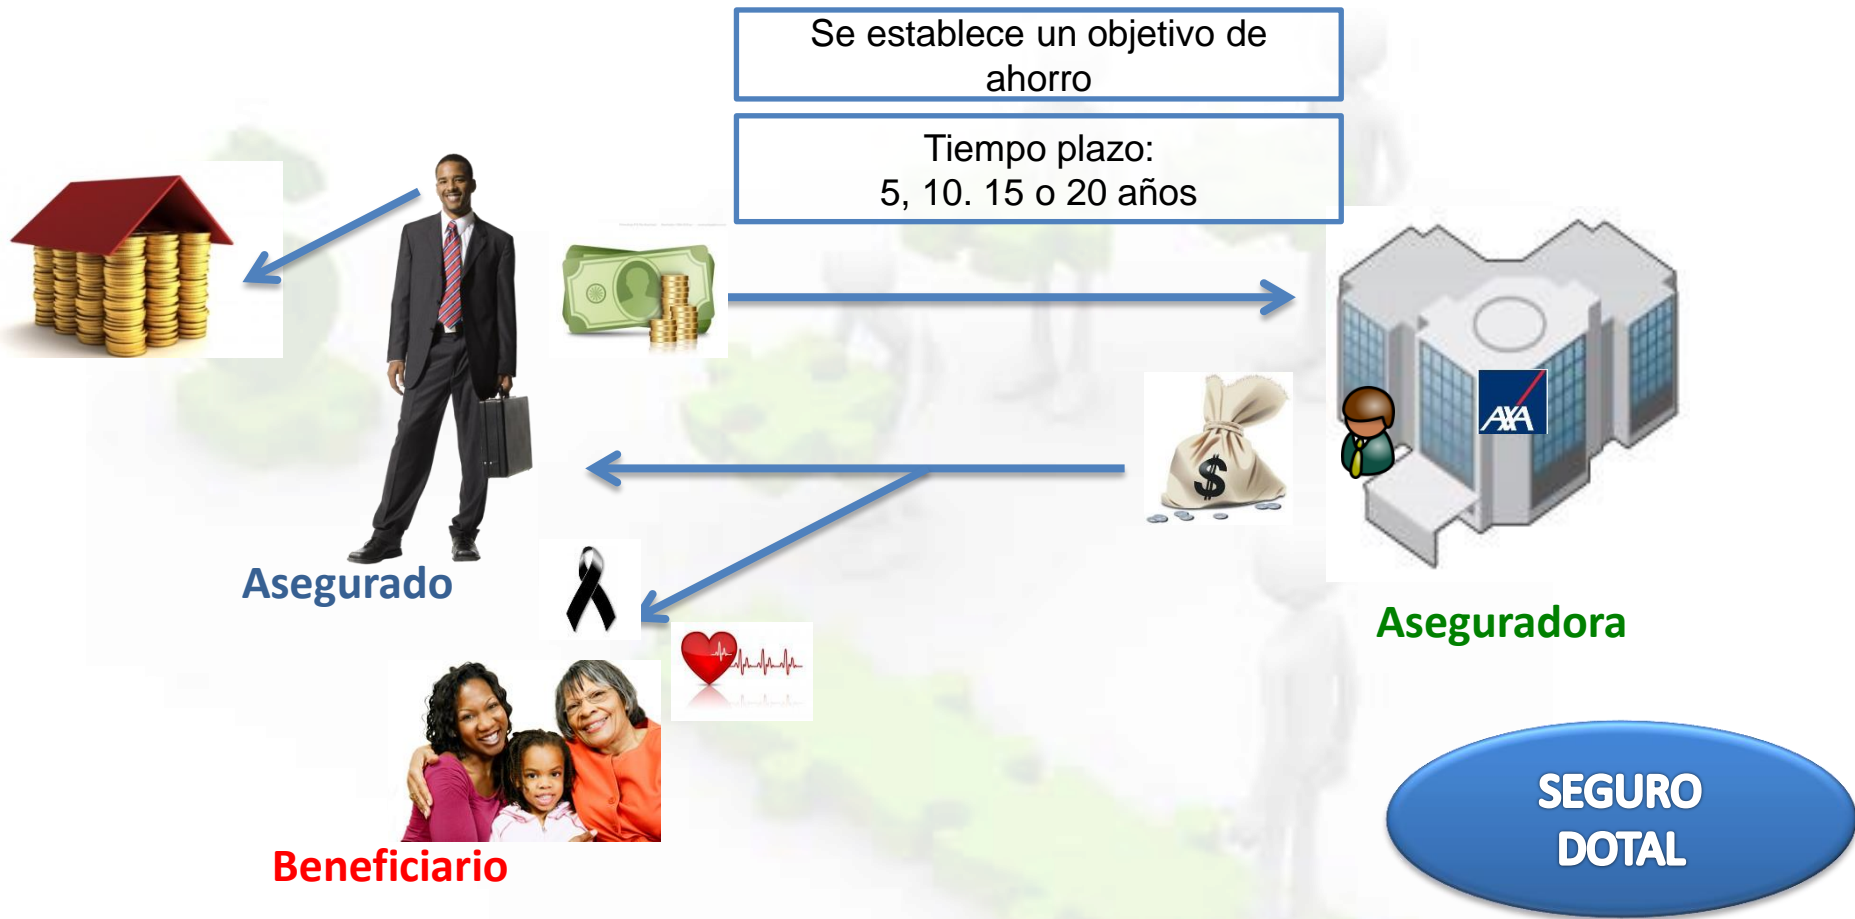 Se establece un objetivo de
ahorro
Tiempo plazo:
5, 10. 15 o 20 años
$
AXA
Asegurado
Aseguradora
Beneficiario
SEGURO
DOTAL